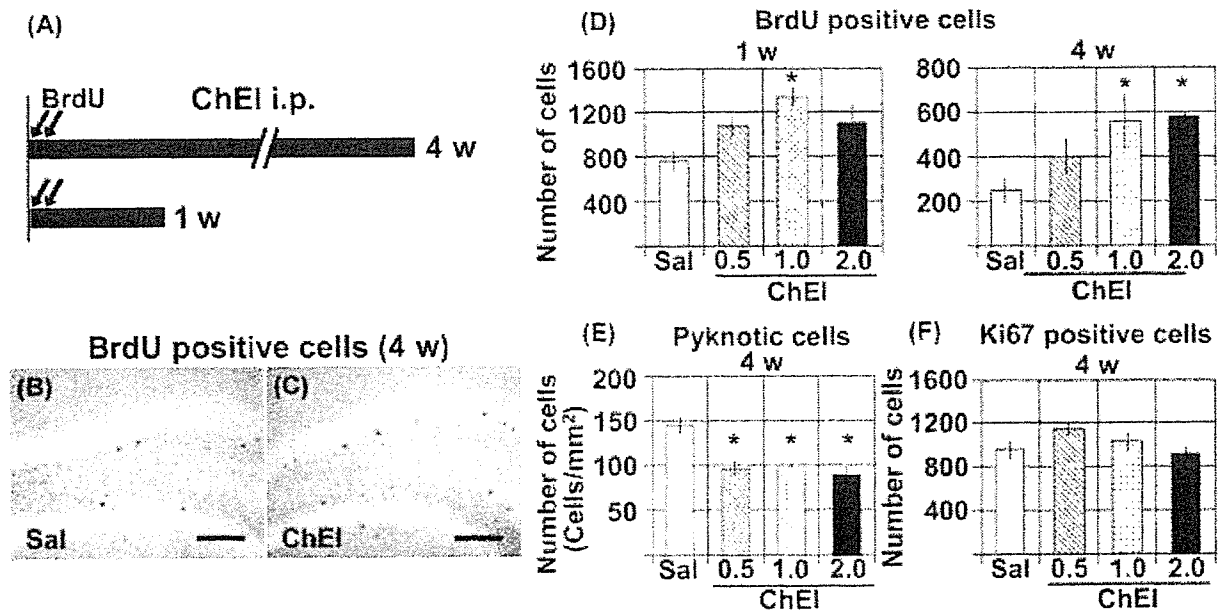 (A)
BrdU
ChEI i.p.
4 w
1 w
BrdU positive cells (4 w)
(B)
Sal
(C)
ChEI
(D)
BrdU positive cells
1 w
Number of cells
1600
1200
800
400
*
Sal
0.5
1.0
2.0
ChEI
4 w
800
600
400
200
*
*
Sal
0.5
1.0
2.0
ChEI
(E)
Pyknotic cells
4 w
Number of cells
(Cells/mm²)
200
150
100
50
*
*
*
Sal
0.5
1.0
2.0
ChEI
(F)
Ki67 positive cells
4 w
Number of cells
1600
1200
800
400
Sal
0.5
1.0
2.0
ChEI